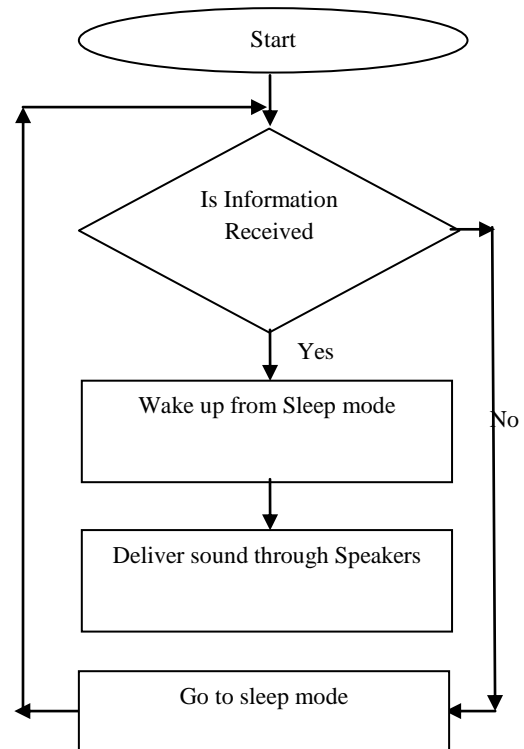 Start
Is Information
Received
Yes
Wake up from Sleep mode
No
Deliver sound through Speakers
Go to sleep mode